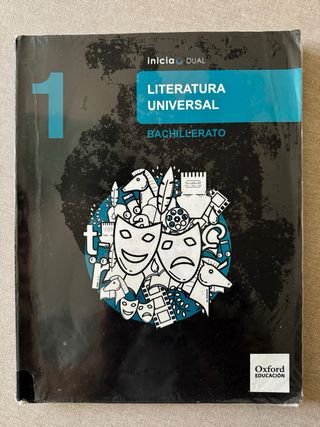 inicia DUAL
1
LITERATURA
UNIVERSAL
BACHILLERATO
Oxford
EDUCACIÓN